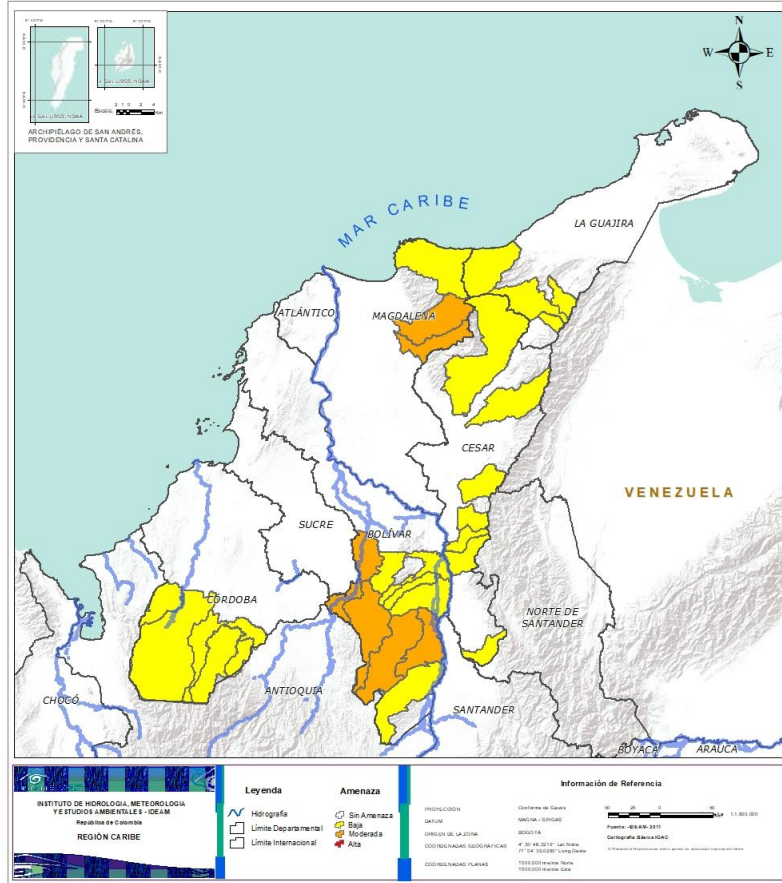 ARCHIPIÉLAGO DE SAN ANDRÉS,
PROVIDENCIA Y SANTA CATALINA
N
W E
S
MAR CARIBE
LA GUAJIRA
ATLÁNTICO
MAGDALENA
CESAR
VENEZUELA
SUCRE
BOLÍVAR
CÓRDOBA
NORTE DE
SANTANDER
ANTIOQUIA
CHOCÓ
SANTANDER
BOYACÁ
ARAUCA
INSTITUTO DE HIDROLOGIA, METEOROLOGIA
Y ESTUDIOS AMBIENTALES - IDEAM
República de Colombia
REGIÓN CARIBE
Leyenda
Hidrografía
Límite Departamental
Límite Internacional
Amenaza
Sin Amenaza
Baja
Moderada
Alta
Información de Referencia
PROYECCIÓN Conforme de Gauss
DATUM MAGNA - SIRGAS
ORIGEN DE LA ZONA BOGOTÁ
COORDENADAS GEOGRÁFICAS
COORDENADAS PLANAS
Fuente: -IDEAM- 2011
Cartografía Básica IGAC